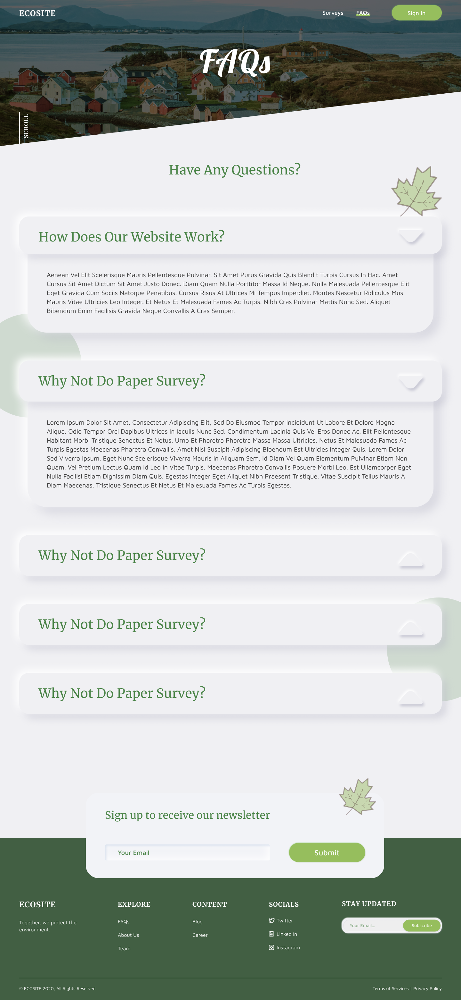 ECOSITE
Surveys
FAQs
Sign In
FAQs
SCROLL
Have Any Questions?
How Does Our Website Work?
Aenean Vel Elit Scelerisque Mauris Pellentesque Pulvinar. Sit Amet Purus Gravida Quis Blandit Turpis Cursus In Hac. Amet
Cursus Sit Amet Dictum Sit Amet Justo Donec. Diam Quam Nulla Porttitor Massa Id Neque. Nulla Malesuada Pellentesque Elit
Eget Gravida Cum Sociis Natoque Penatibus. Cursus Risus At Ultrices Mi Tempus Imperdiet. Montes Nascetur Ridiculus Mus
Mauris Vitae Ultricies Leo Integer. Et Netus Et Malesuada Fames Ac Turpis. Nibh Cras Pulvinar Mattis Nunc Sed. Aliquet
Bibendum Enim Facilisis Gravida Neque Convallis A Cras Semper.
Why Not Do Paper Survey?
Lorem Ipsum Dolor Sit Amet, Consectetur Adipiscing Elit, Sed Do Eiusmod Tempor Incididunt Ut Labore Et Dolore Magna
Aliqua. Odio Tempor Orci Dapibus Ultrices In Iaculis Nunc Sed. Condimentum Lacinia Quis Vel Eros Donec Ac. Elit Pellentesque
Habitant Morbi Tristique Senectus Et Netus. Urna Et Pharetra Pharetra Massa Massa Ultricies. Netus Et Malesuada Fames Ac
Turpis Egestas Maecenas Pharetra Convallis. Amet Nisl Suscipit Adipiscing Bibendum Est Ultricies Integer Quis. Lorem Dolor
Sed Viverra Ipsum. Eget Nunc Scelerisque Viverra Mauris In Aliquam Sem. Id Diam Vel Quam Elementum Pulvinar Etiam Non
Quam. Vel Pretium Lectus Quam Id Leo In Vitae Turpis. Maecenas Pharetra Convallis Posuere Morbi Leo. Est Ullamcorper Eget
Nulla Facilisi Etiam Dignissim Diam Quis. Egestas Integer Eget Aliquet Nibh Praesent Tristique. Vitae Suscipit Tellus Mauris A
Diam Maecenas. Tristique Senectus Et Netus Et Malesuada Fames Ac Turpis Egestas.
Why Not Do Paper Survey?
Why Not Do Paper Survey?
Why Not Do Paper Survey?
Sign up to receive our newsletter
Your Email
Submit
ECOSITE
Together, we protect the
environment.
EXPLORE
FAQs
About Us
Team
CONTENT
Blog
Career
SOCIALS
Twitter
Linked In
Instagram
STAY UPDATED
Your Email...
Subscribe
© ECOSITE 2020, All Rights Reserved
Terms of Services | Privacy Policy